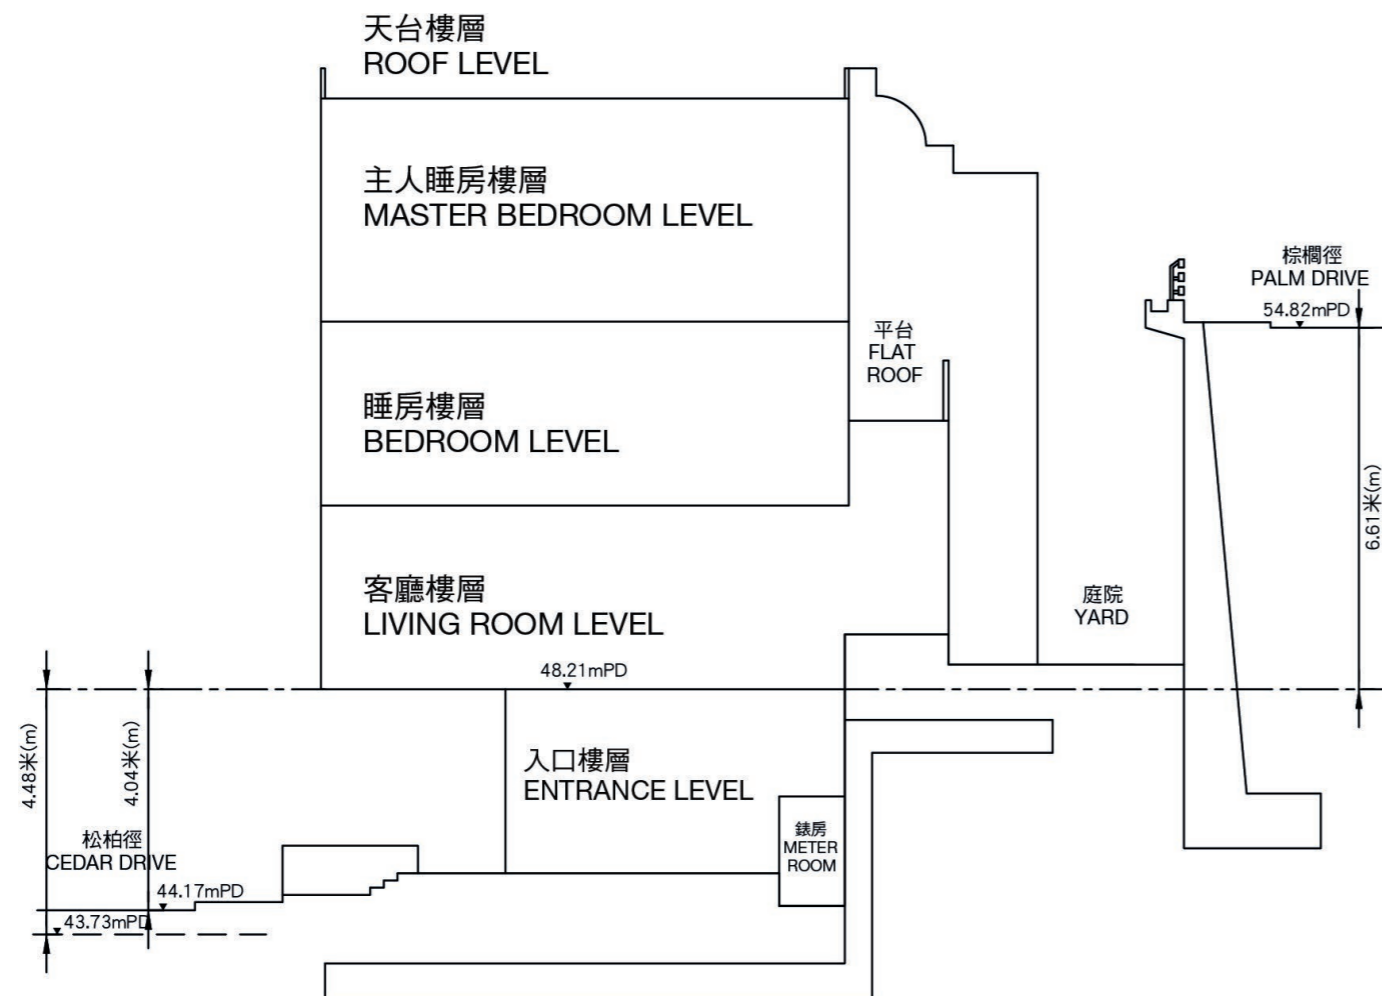 天台樓層
ROOF LEVEL
主人睡房樓層
MASTER BEDROOM LEVEL
棕櫚徑
PALM DRIVE
54.82mPD
平台
FLAT
ROOF
睡房樓層
BEDROOM LEVEL
6.61米(m)
客廳樓層
LIVING ROOM LEVEL
庭院
YARD
48.21mPD
4.48米(m)
4.04米(m)
入口樓層
ENTRANCE LEVEL
錶房
METER
ROOM
松柏徑
CEDAR DRIVE
44.17mPD
43.73mPD